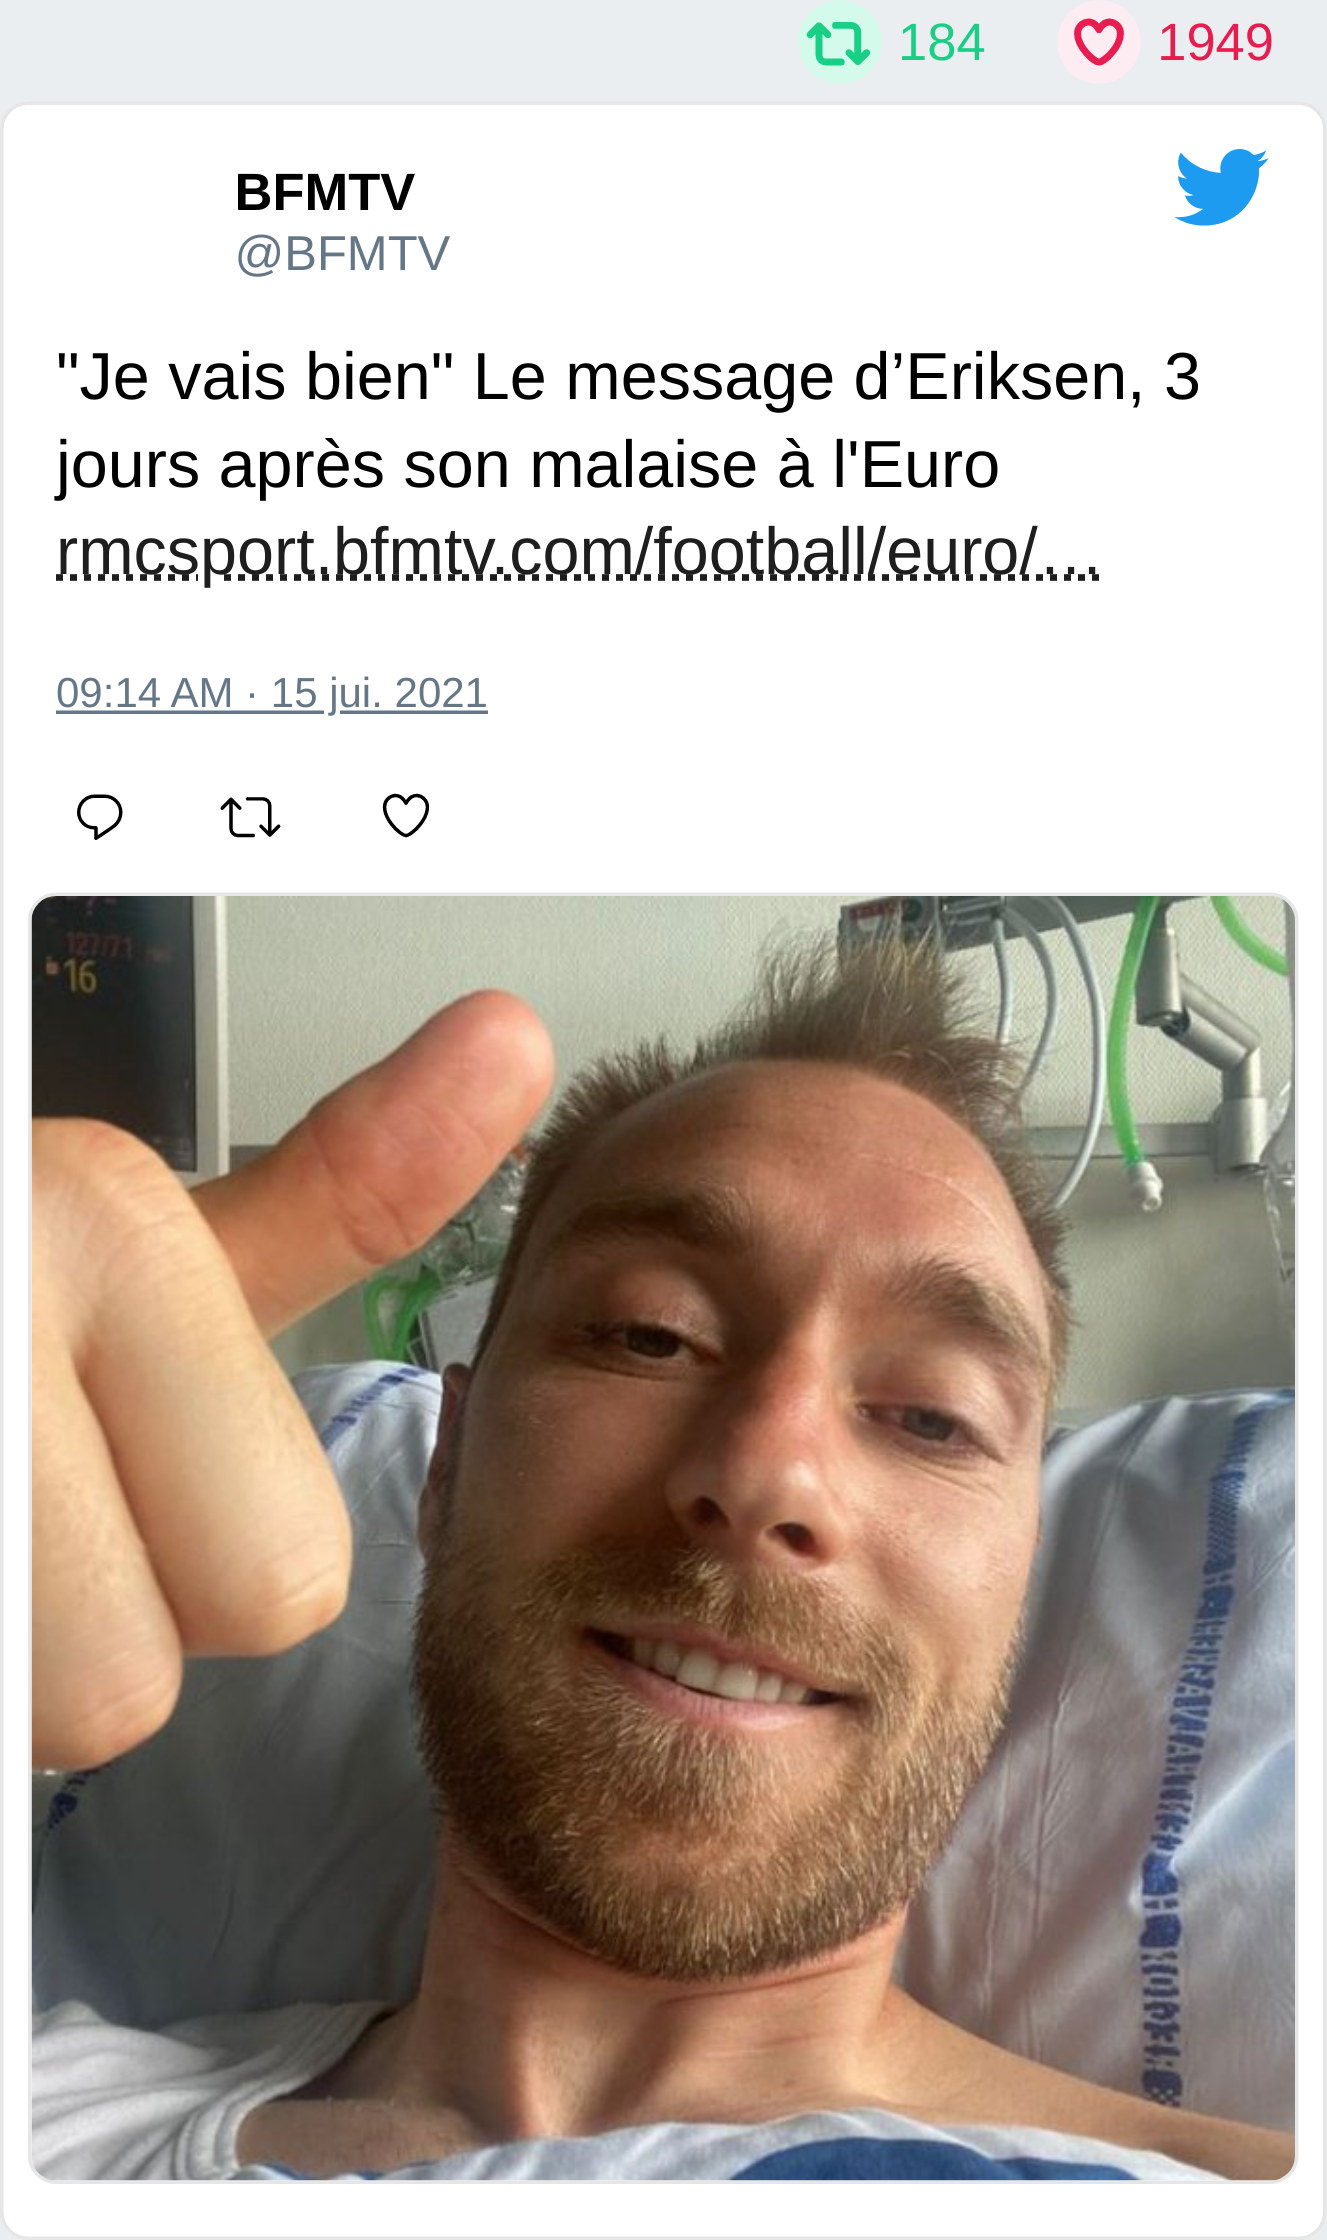 184 1949
BFMTV
@BFMTV
"Je vais bien" Le message d’Eriksen, 3
jours après son malaise à l'Euro
rmcsport.bfmtv.com/football/euro/…
09:14 AM · 15 jui. 2021
127/71
16